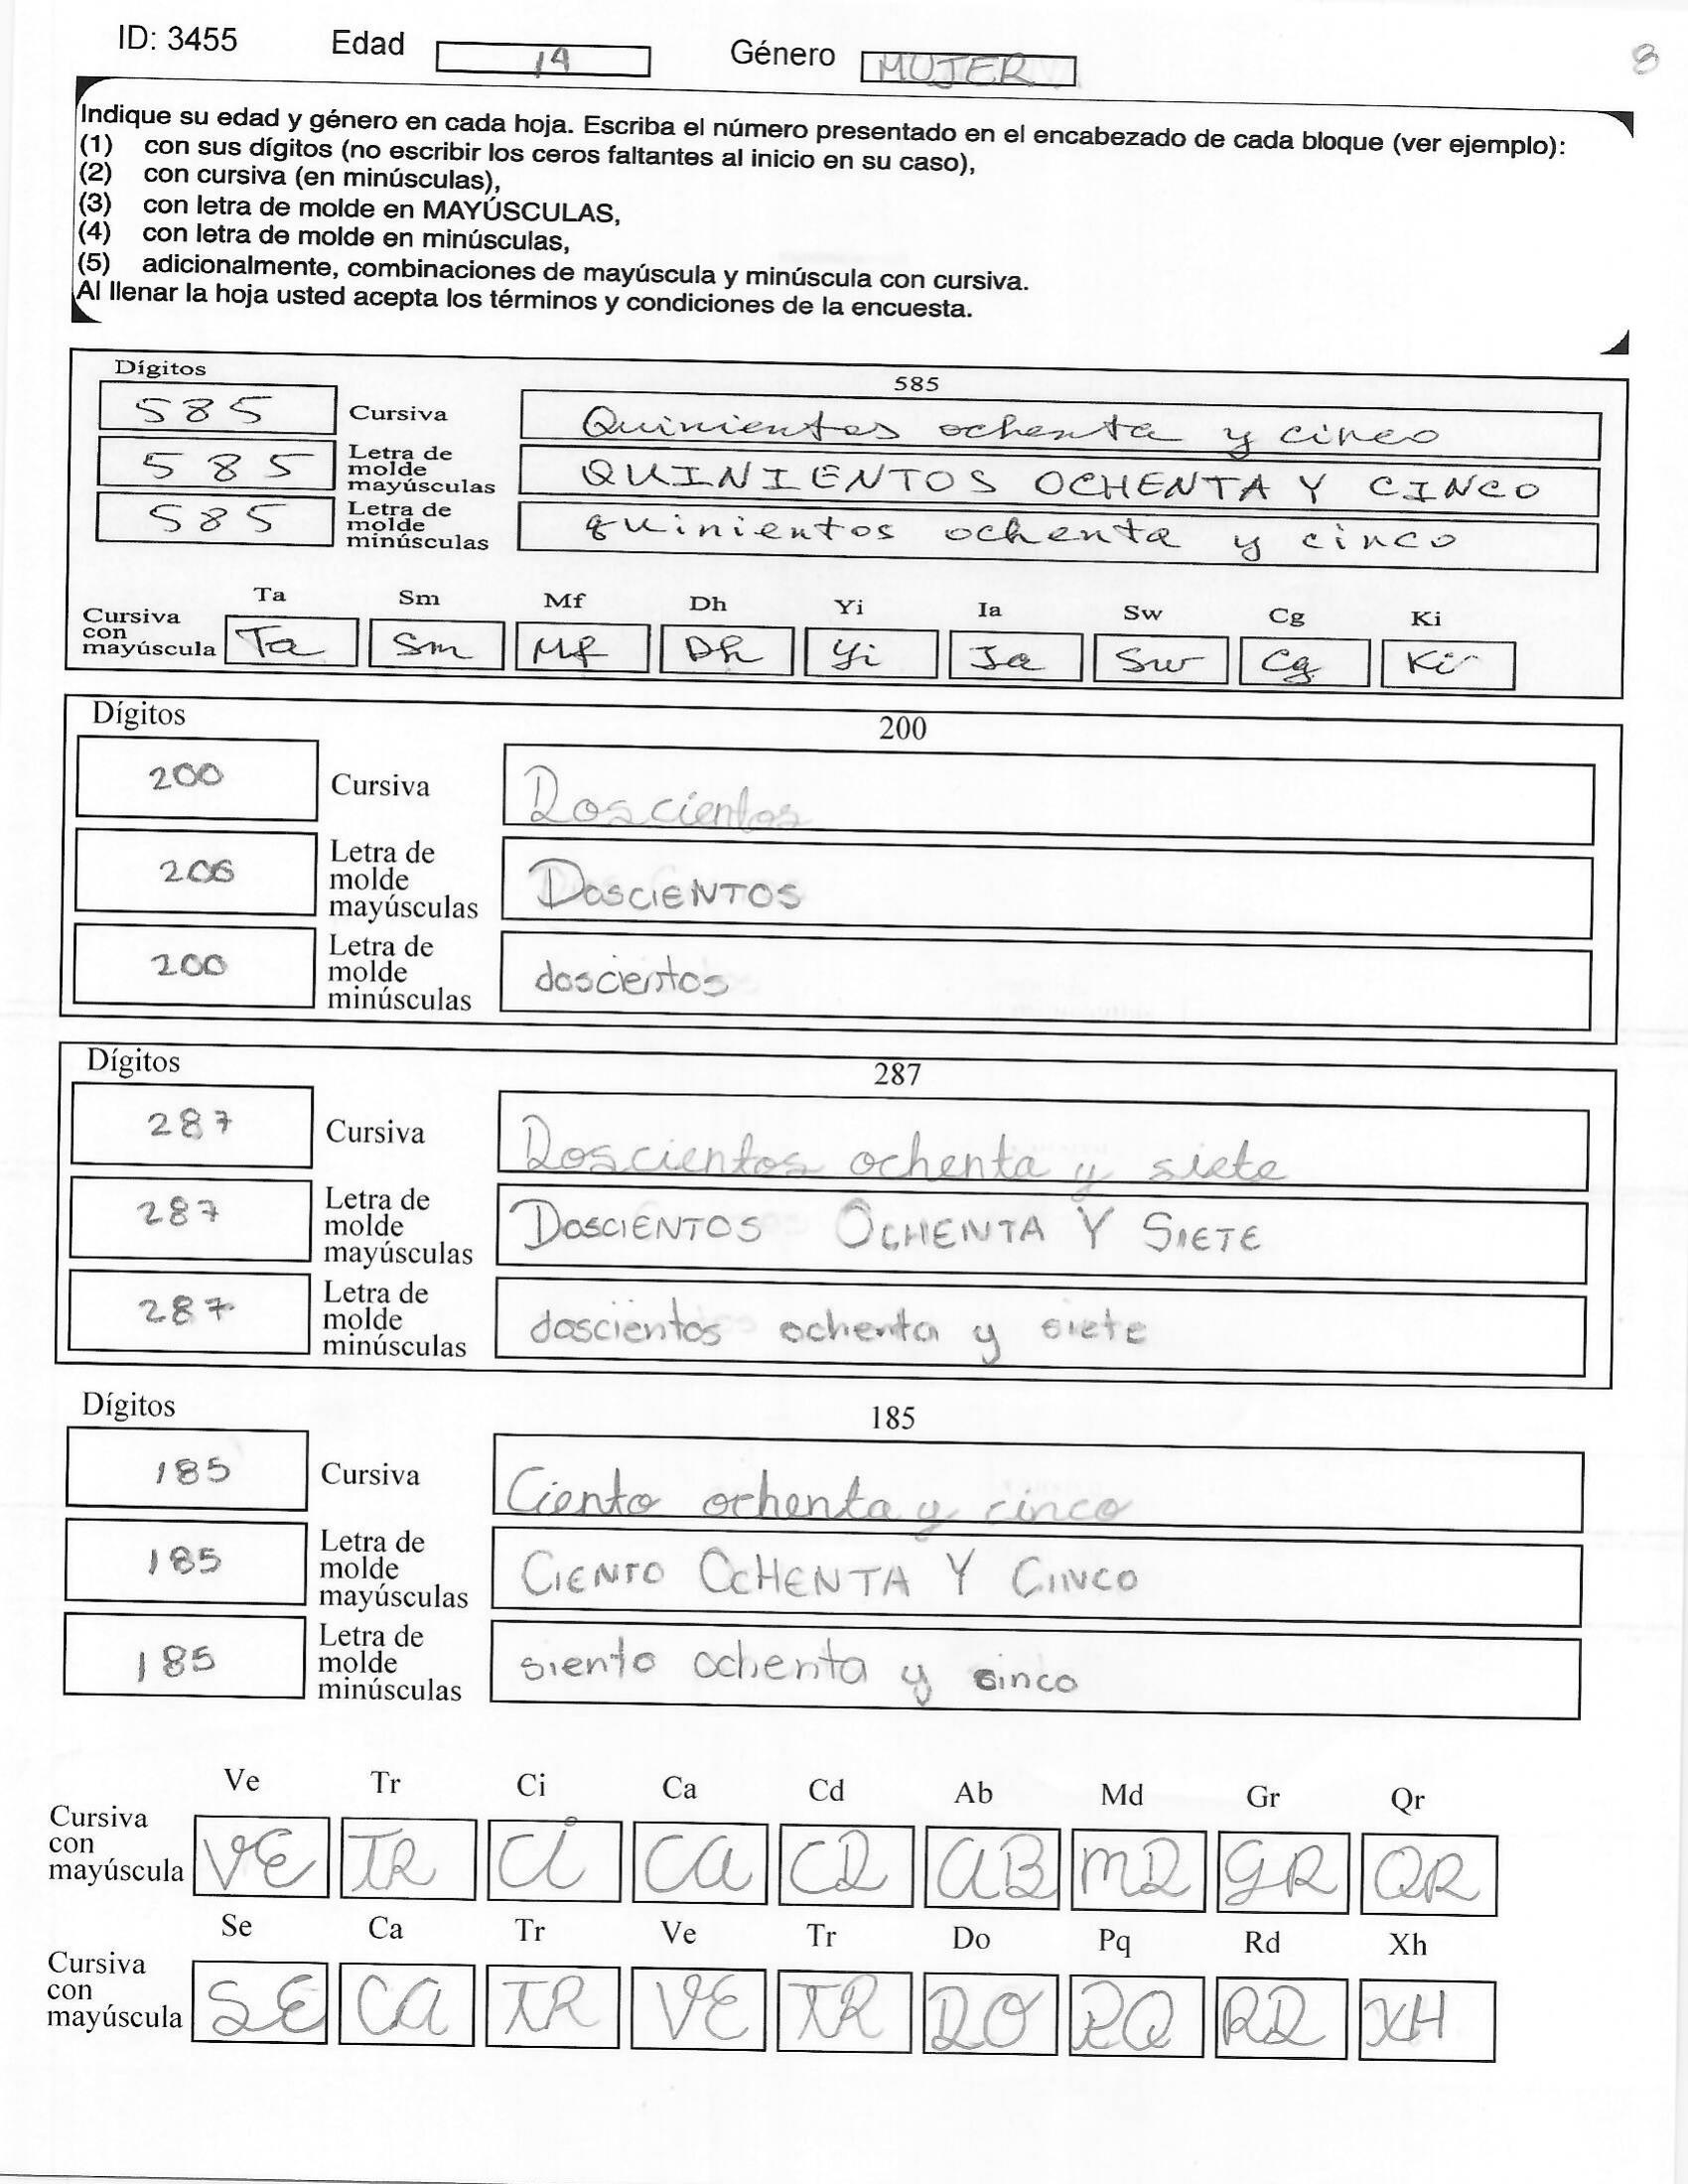 ID: 3455 Edad 19 Género MUJER 8
Indique su edad y género en cada hoja. Escriba el número presentado en el encabezado de cada bloque (ver ejemplo):
(1) con sus dígitos (no escribir los ceros faltantes al inicio en su caso),
(2) con cursiva (en minúsculas),
(3) con letra de molde en MAYÚSCULAS,
(4) con letra de molde en minúsculas,
(5) adicionalmente, combinaciones de mayúscula y minúscula con cursiva.
Al llenar la hoja usted acepta los términos y condiciones de la encuesta.
Dígitos 585
585 Cursiva Quinientos ochenta y cinco
585 Letra de molde mayúsculas QUINIENTOS OCHENTA Y CINCO
585 Letra de molde minúsculas quinientos ochenta y cinco
Ta Sm Mf Dh Yi Ia Sw Cg Ki
Cursiva con mayúscula Ta Sm Mf Dh Yi Ia Sw Cg Ki
Dígitos 200
200 Cursiva Doscientos
200 Letra de molde mayúsculas DOSCIENTOS
200 Letra de molde minúsculas doscientos
Dígitos 287
287 Cursiva Doscientos ochenta y siete
287 Letra de molde mayúsculas DOSCIENTOS OCHENTA Y SIETE
287 Letra de molde minúsculas doscientos ochenta y siete
Dígitos 185
185 Cursiva Ciento ochenta y cinco
185 Letra de molde mayúsculas CIENTO OCHENTA Y CINCO
185 Letra de molde minúsculas siento ochenta y cinco
Ve Tr Ci Ca Cd Ab Md Gr Qr
Cursiva con mayúscula VE TR Ci CA CD AB MD GR QR
Se Ca Tr Ve Tr Do Pq Rd Xh
Cursiva con mayúscula SE CA TR VE TR DO PQ RD XH